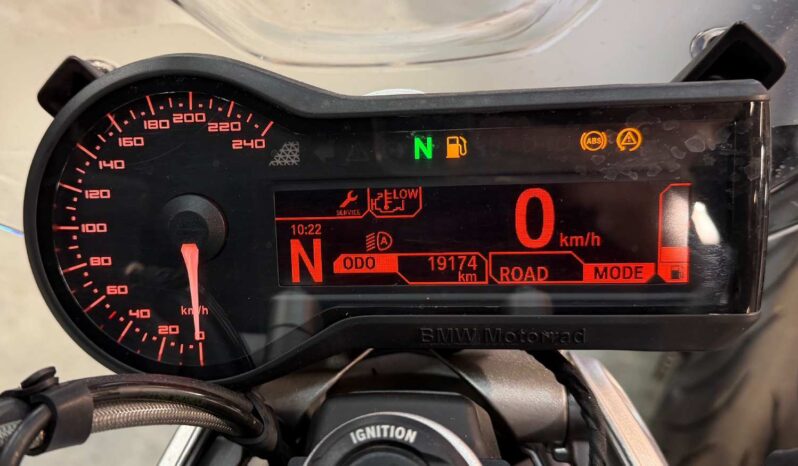 240
220
200
180
160
140
120
100
80
60
40
20
0
km/h
N
ABS
SERVICE
LOW
10:22
N
A
ODO
19174
km
0 km/h
ROAD
MODE
BMW Motorrad
IGNITION